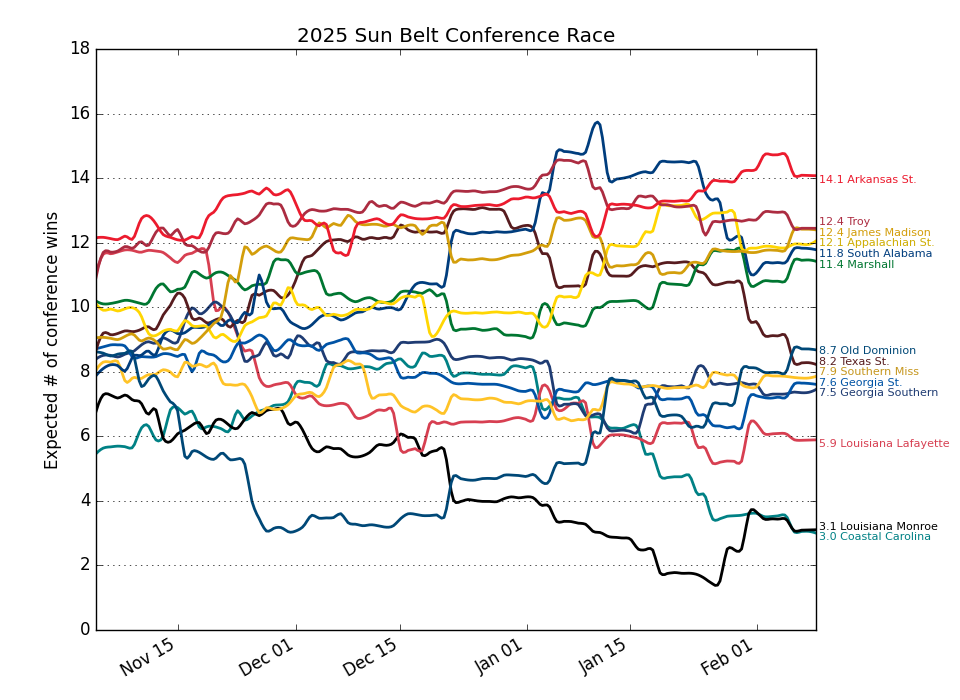 2025 Sun Belt Conference Race
Expected # of conference wins
18
16
14
12
10
8
6
4
2
0
Nov 15
Dec 01
Dec 15
Jan 01
Jan 15
Feb 01
14.1 Arkansas St.
12.4 Troy
12.4 James Madison
12.1 Appalachian St.
11.8 South Alabama
11.4 Marshall
8.7 Old Dominion
8.2 Texas St.
7.9 Southern Miss
7.6 Georgia St.
7.5 Georgia Southern
5.9 Louisiana Lafayette
3.1 Louisiana Monroe
3.0 Coastal Carolina